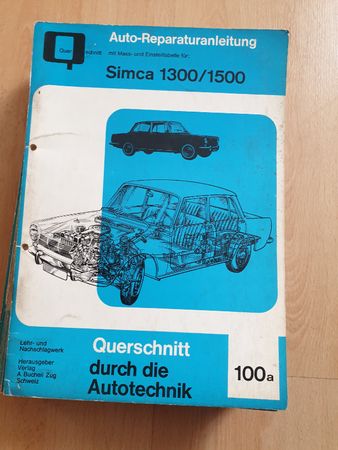 Auto-Reparaturanleitung
Querschnitt
mit Mass- und Einstelltabelle für:
Simca 1300/1500
Lehr- und
Nachschlagwerk
Herausgeber
Verlag
A. Bucheli Zug
Schweiz
Querschnitt
durch die
Autotechnik
100a